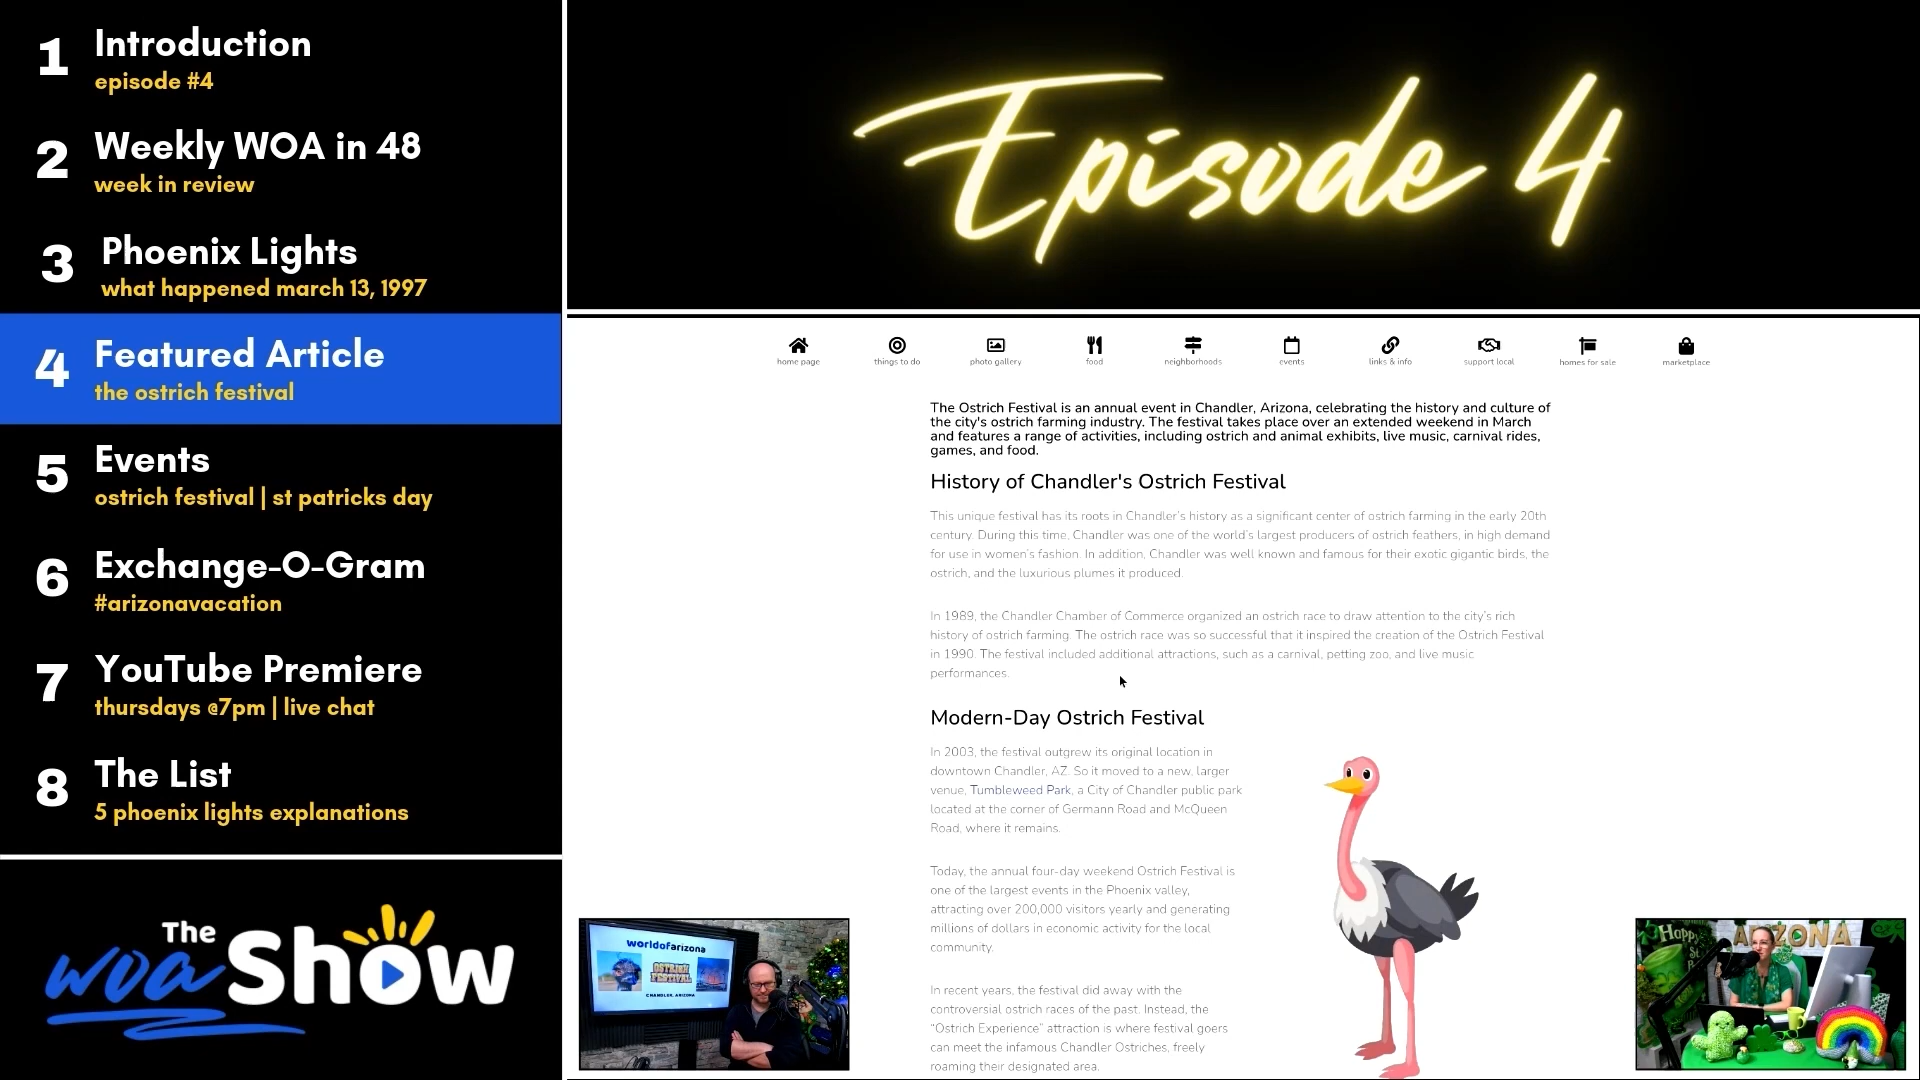 1 Introduction
episode #4
2 Weekly WOA in 48
week in review
3 Phoenix Lights
what happened march 13, 1997
4 Featured Article
the ostrich festival
5 Events
ostrich festival | st patricks day
6 Exchange-O-Gram
#arizonavacation
7 YouTube Premiere
thursdays @7pm | live chat
8 The List
5 phoenix lights explanations
The
woa Show
Episode 4
home page things to do photo gallery food neighborhoods events links & info support local homes for sale marketplace
The Ostrich Festival is an annual event in Chandler, Arizona, celebrating the history and culture of
the city's ostrich farming industry. The festival takes place over an extended weekend in March
and features a range of activities, including ostrich and animal exhibits, live music, carnival rides,
games, and food.
History of Chandler's Ostrich Festival
This unique festival has its roots in Chandler's history as a significant center of ostrich farming in the early 20th
century. During this time, Chandler was one of the world's largest producers of ostrich feathers, in high demand
for use in women's fashion. In addition, Chandler was well known and famous for their exotic gigantic birds, the
ostrich, and the luxurious plumes it produced.
In 1989, the Chandler Chamber of Commerce organized an ostrich race to draw attention to the city's rich
history of ostrich farming. The ostrich race was so successful that it inspired the creation of the Ostrich Festival
in 1990. The festival included additional attractions, such as a carnival, petting zoo, and live music
performances.
Modern-Day Ostrich Festival
In 2003, the festival outgrew its original location in
downtown Chandler, AZ. So it moved to a new, larger
venue, Tumbleweed Park, a City of Chandler public park
located at the corner of Germann Road and McQueen
Road, where it remains.
Today, the annual four-day weekend Ostrich Festival is
one of the largest events in the Phoenix valley,
attracting over 200,000 visitors yearly and generating
millions of dollars in economic activity for the local
community.
In recent years, the festival did away with the
controversial ostrich races of the past. Instead, the
"Ostrich Experience" attraction is where festival goers
can meet the infamous Chandler Ostriches, freely
roaming their designated area.
worldofarizona
OSTRICH
FESTIVAL
CHANDLER, ARIZONA
Happy
ARIZONA